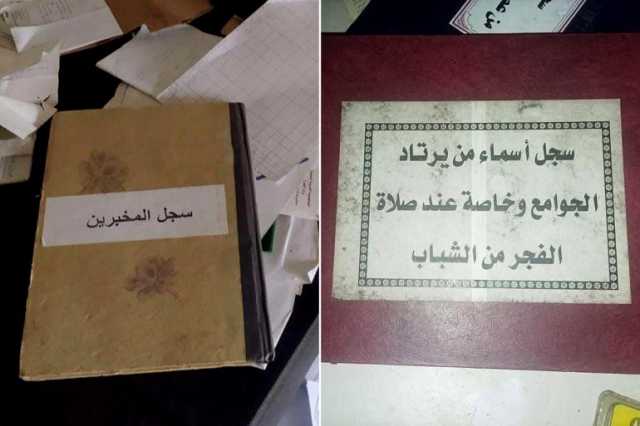 سجل المخبرين
سجل أسماء من يرتاد
الجوامع وخاصة عند صلاة
الفجر من الشباب